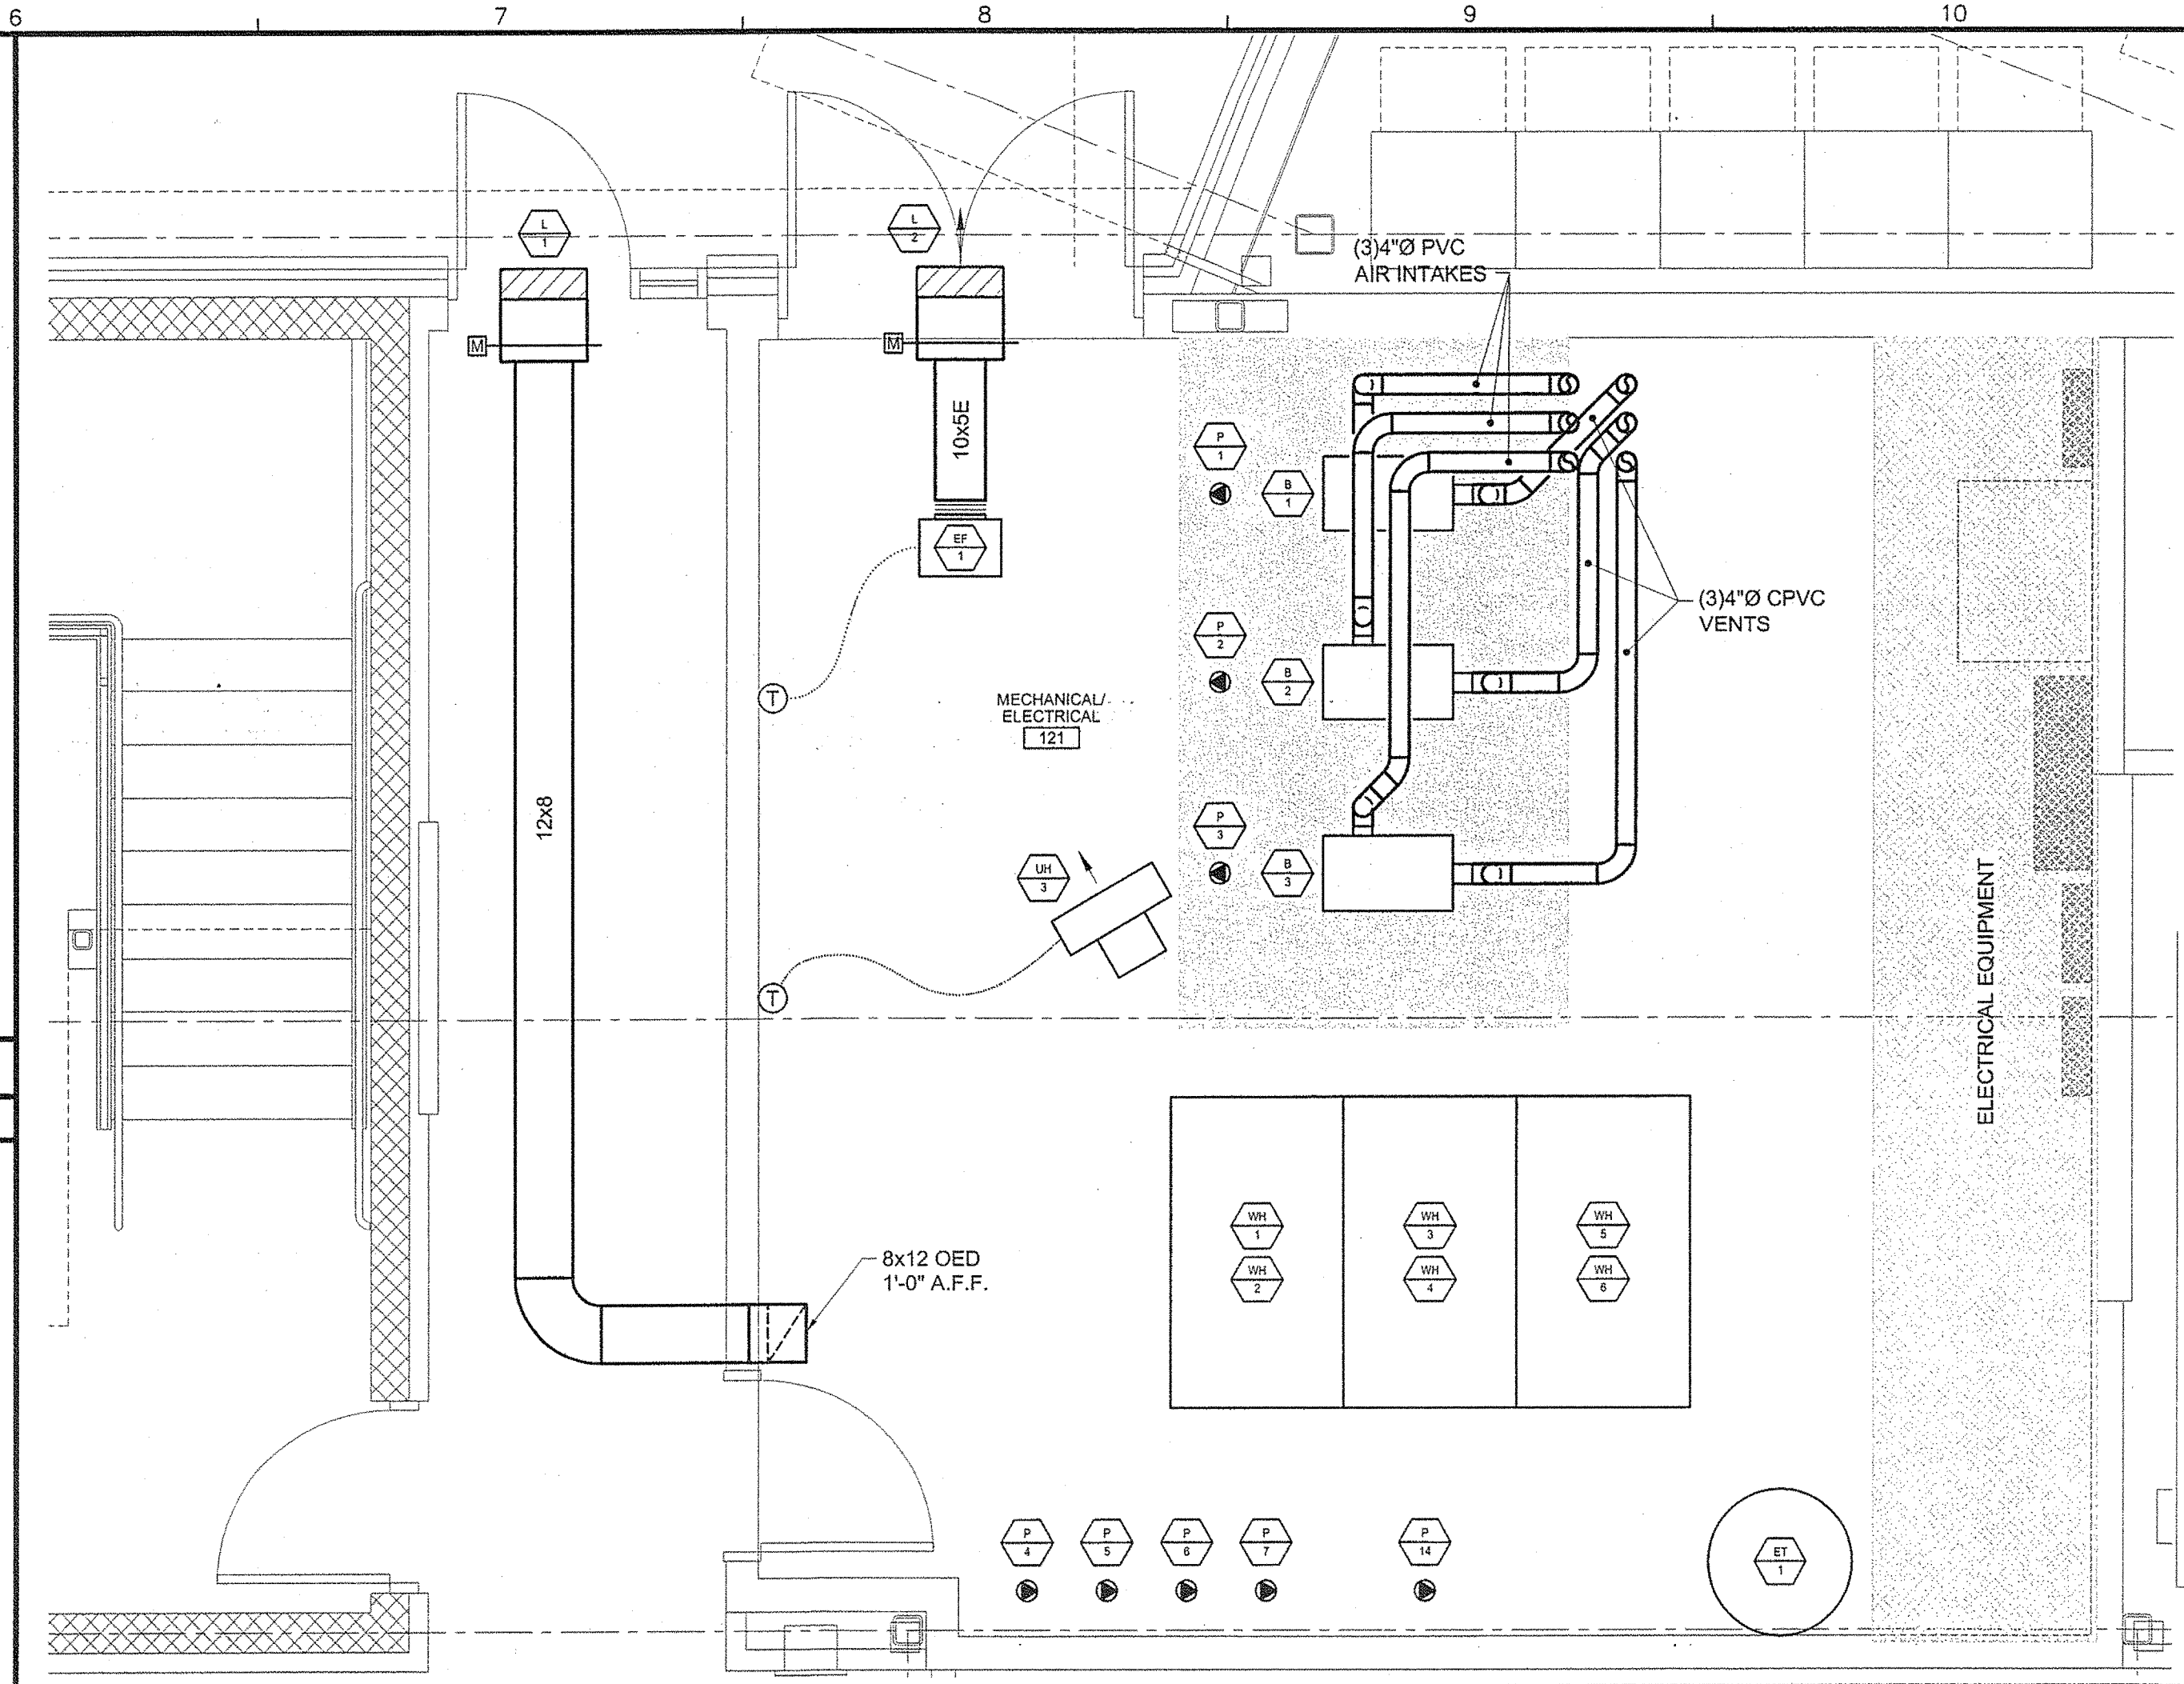 6
7
8
9
10
L
1
L
2
(3)4"Ø PVC
AIR INTAKES
M
M
10x5E
P
1
B
1
EF
1
(3)4"Ø CPVC
VENTS
P
2
B
2
T
MECHANICAL/
ELECTRICAL
121
12x8
P
3
B
3
UH
3
T
ELECTRICAL EQUIPMENT
WH
1
WH
3
WH
5
WH
2
WH
4
WH
6
8x12 OED
1'-0" A.F.F.
P
4
P
5
P
6
P
7
P
14
ET
1